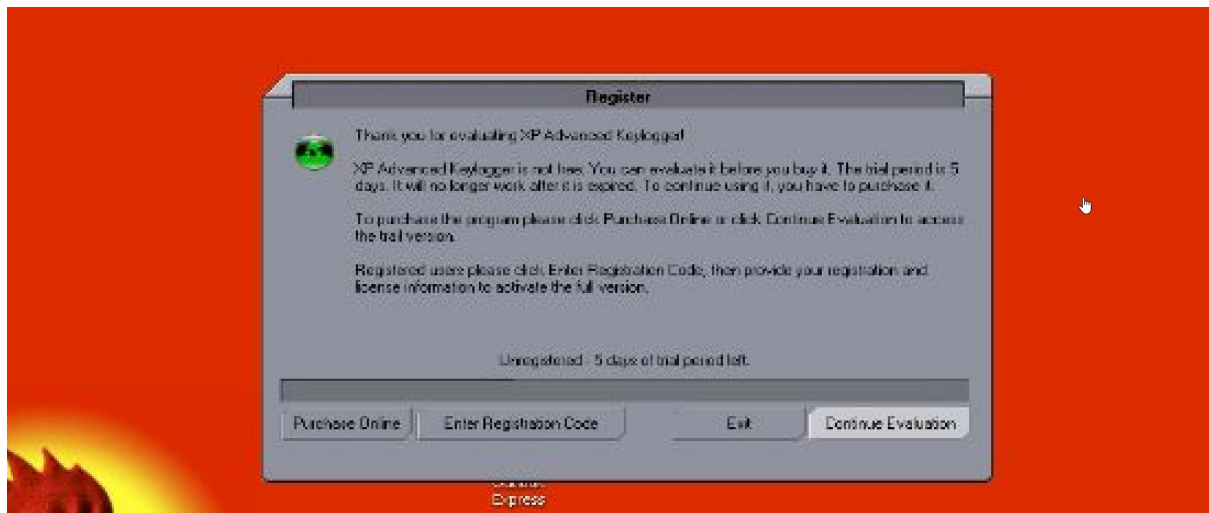 Register
Thank you for evaluating XP Advanced Keylogger!
XP Advanced Keylogger is not free. You can evaluate it before you buy it. The trial period is 5
days. It will no longer work after it is expired. To continue using it, you have to purchase it.
To purchase the program please click Purchase Online or click Continue Evaluation to access
the trail version.
Registered users please click Enter Registration Code, then provide your registration and
license information to activate the full version.
Unregistered - 5 days of trial period left.
Purchase Online
Enter Registration Code
Exit
Continue Evaluation
Express